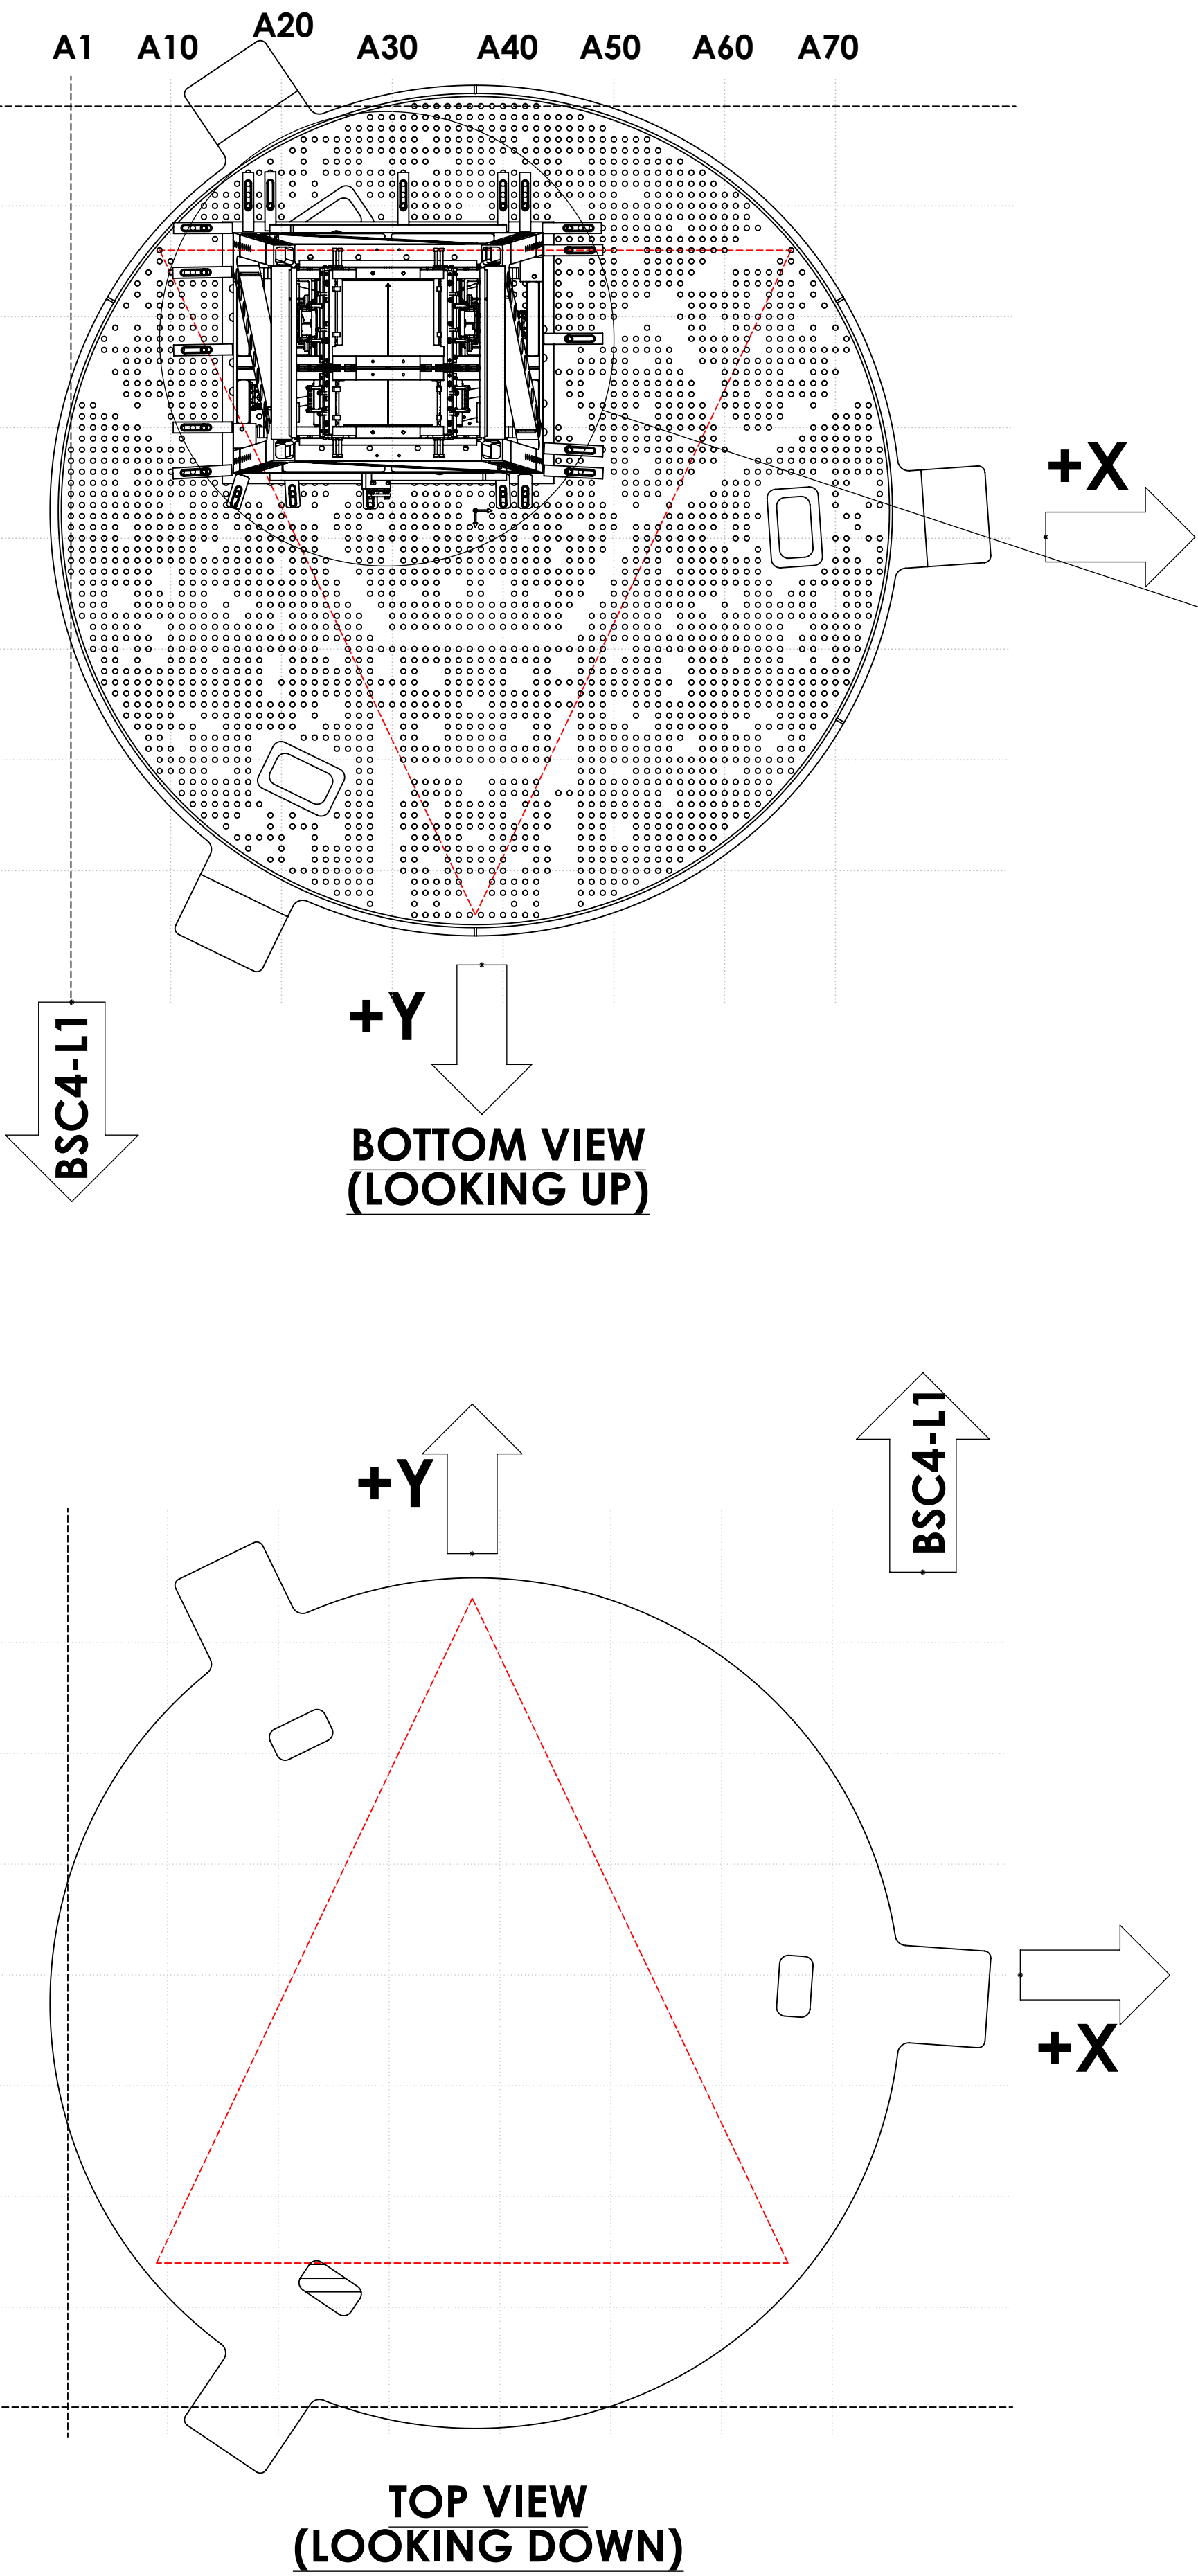 A1 A10 A20 A30 A40 A50 A60 A70
+X
+Y
BSC4-L1
BOTTOM VIEW
(LOOKING UP)
BSC4-L1
+Y
+X
TOP VIEW
(LOOKING DOWN)